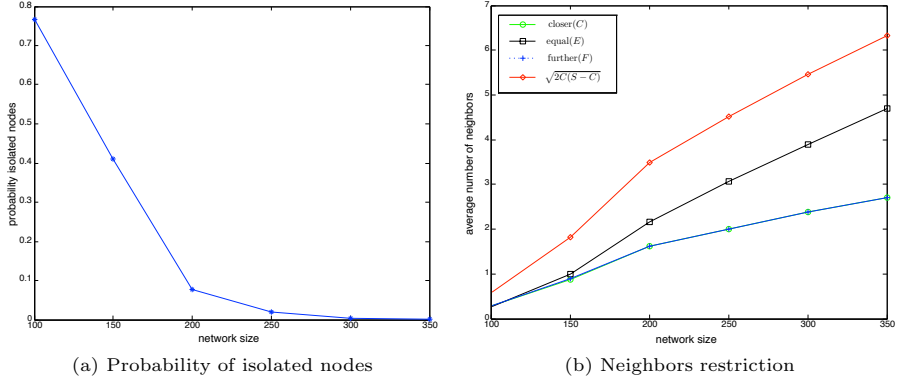 0.8
0.7
0.6
0.5
0.4
0.3
0.2
0.1
0
probability isolated nodes
100 150 200 250 300 350
network size
(a) Probability of isolated nodes
7
6
5
4
3
2
1
0
average number of neighbors
closer(C)
equal(E)
further(F)
√2C(S − C)
100 150 200 250 300 350
network size
(b) Neighbors restriction